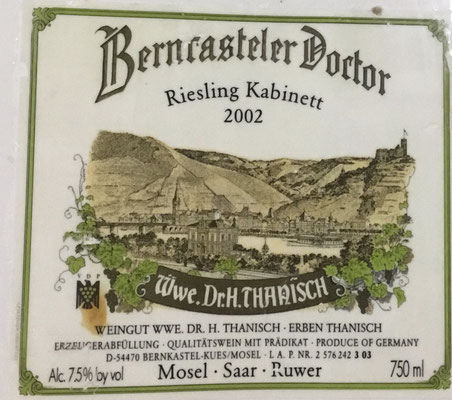 Berncasteler Doctor
Riesling Kabinett
2002
VDP
Wwe. Dr. H. THANISCH
WEINGUT WWE. DR. H. THANISCH · ERBEN THANISCH
ERZEUGERABFÜLLUNG · QUALITÄTSWEIN MIT PRÄDIKAT · PRODUCE OF GERMANY
D-54470 BERNKASTEL-KUES/MOSEL · L A. P. NR. 2 576 242 3 03
Alc. 7.5% by vol Mosel · Saar · Ruwer 750 ml